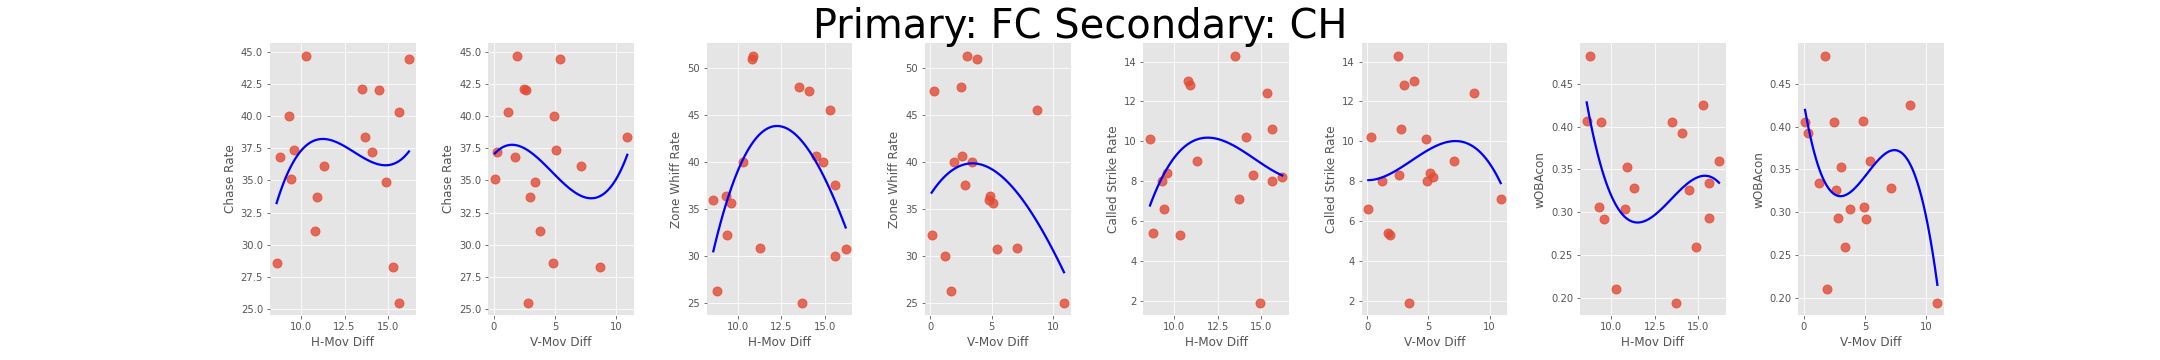 Primary: FC Secondary: CH
Chase Rate
45.0
42.5
40.0
37.5
35.0
32.5
30.0
27.5
25.0
10.0 12.5 15.0
H-Mov Diff
Chase Rate
45.0
42.5
40.0
37.5
35.0
32.5
30.0
27.5
25.0
0 5 10
V-Mov Diff
Zone Whiff Rate
50
45
40
35
30
25
10.0 12.5 15.0
H-Mov Diff
Zone Whiff Rate
50
45
40
35
30
25
0 5 10
V-Mov Diff
Called Strike Rate
14
12
10
8
6
4
2
10.0 12.5 15.0
H-Mov Diff
Called Strike Rate
14
12
10
8
6
4
2
0 5 10
V-Mov Diff
wOBAcon
0.45
0.40
0.35
0.30
0.25
0.20
10.0 12.5 15.0
H-Mov Diff
wOBAcon
0.45
0.40
0.35
0.30
0.25
0.20
0 5 10
V-Mov Diff